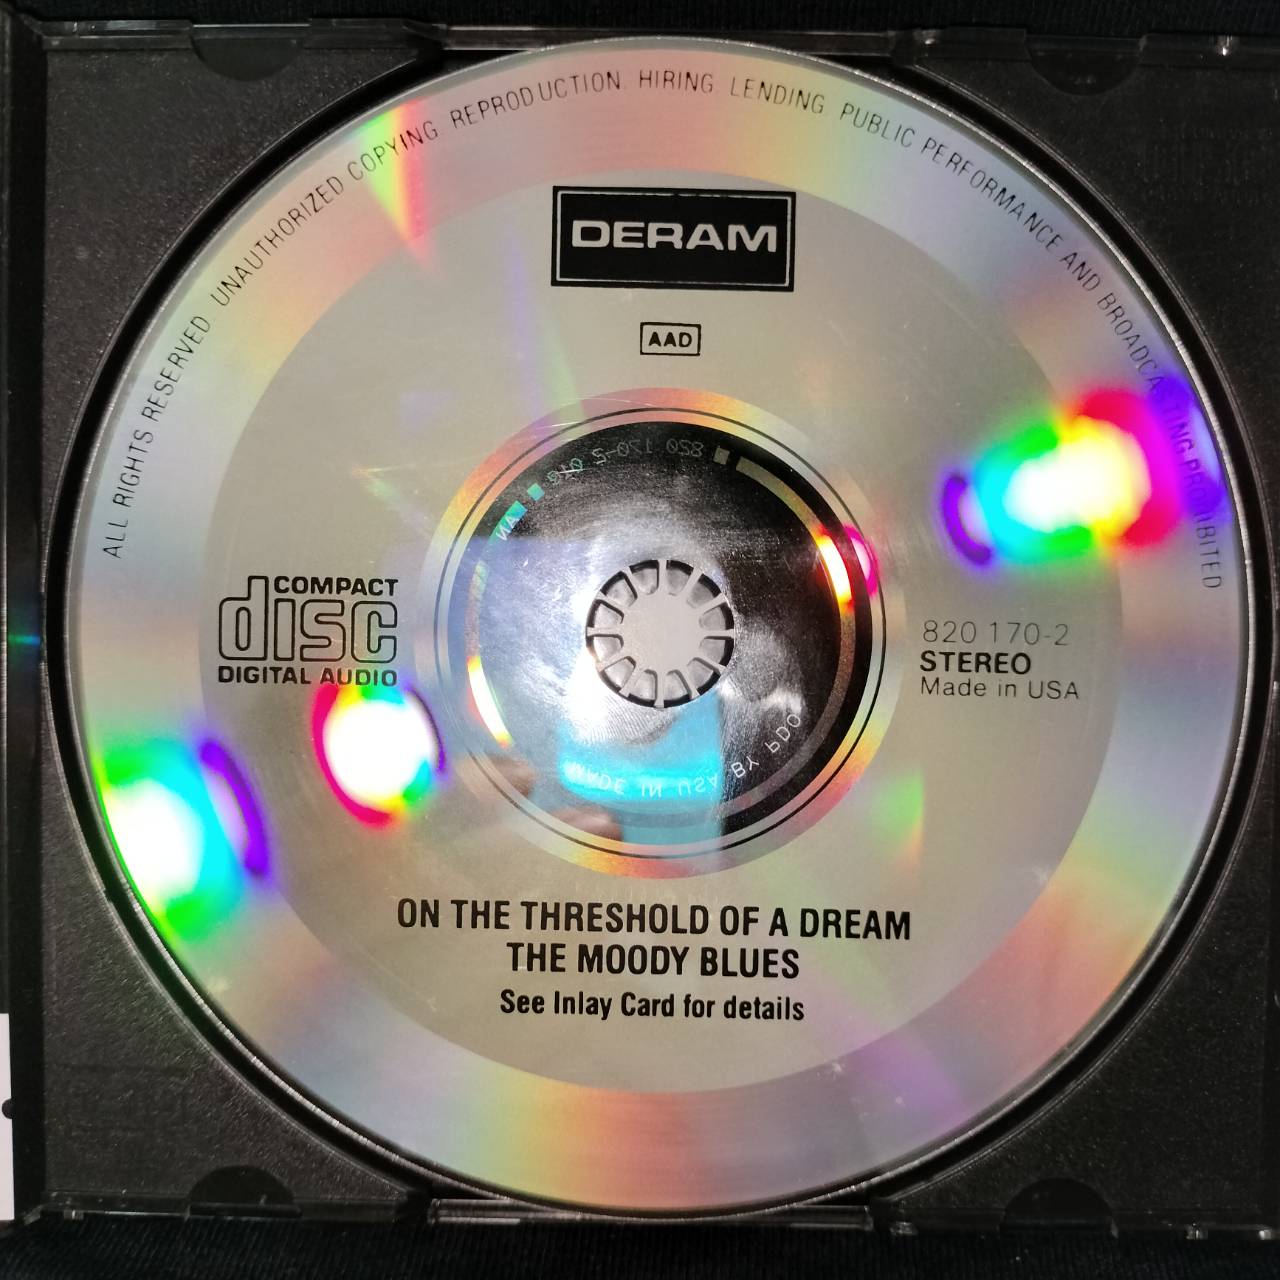 ALL RIGHTS RESERVED. UNAUTHORIZED COPYING. REPRODUCTION. HIRING. LENDING. PUBLIC PERFORMANCE AND BROADCASTING PROHIBITED
DERAM
AAD
820 170-2
COMPACT
disc
DIGITAL AUDIO
820 170-2
STEREO
Made in USA
MADE IN USA BY PDO
ON THE THRESHOLD OF A DREAM
THE MOODY BLUES
See Inlay Card for details